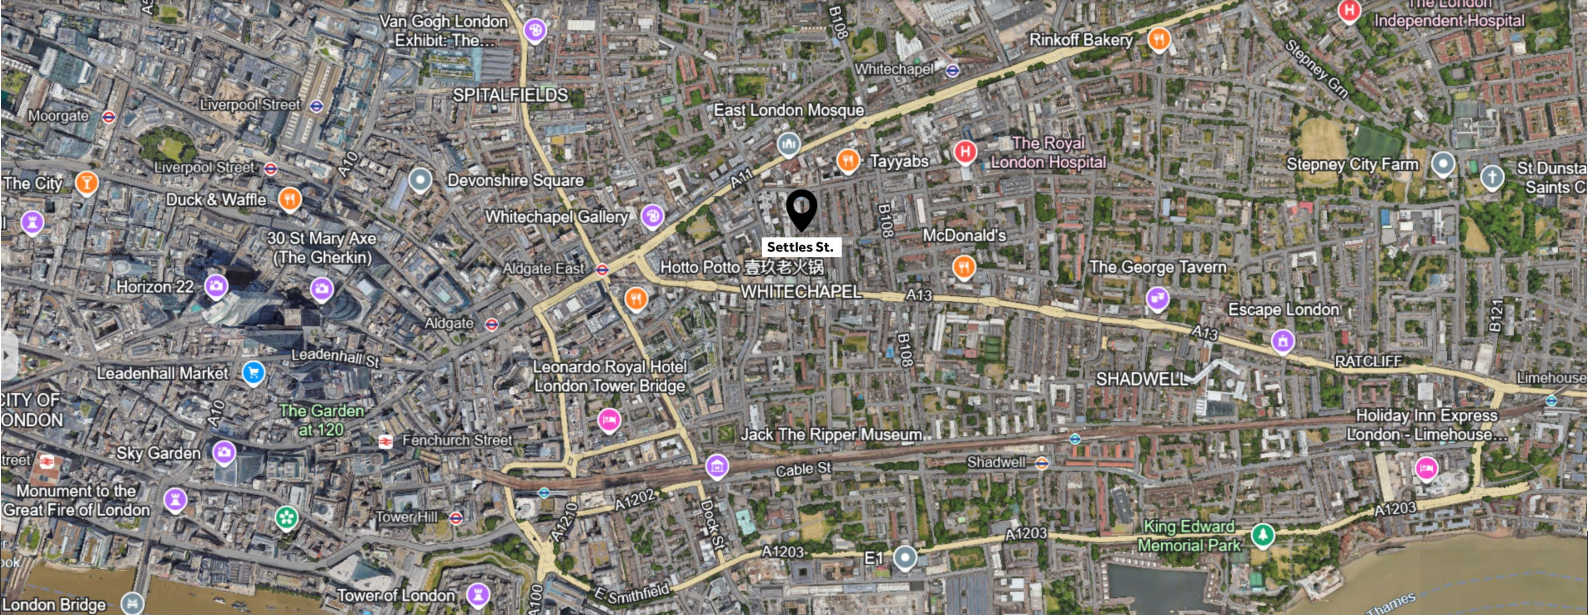 Van Gogh London
Exhibit: The...
B108
The London
Independent Hospital
Rinkoff Bakery
Stepney Grn
Whitechapel
SPITALFIELDS
Liverpool Street
Moorgate
East London Mosque
A10
Liverpool Street
The City
Devonshire Square
A11
Tayyabs
The Royal
London Hospital
Stepney City Farm
St Dunsta
Saints C
Duck & Waffle
Whitechapel Gallery
B108
Settles St.
McDonald's
30 St Mary Axe
(The Gherkin)
Aldgate East
Hotto Potto 壹玖老火锅
The George Tavern
Horizon 22
WHITECHAPEL
A13
Escape London
B121
Aldgate
A13
B108
Leadenhall St
RATCLIFF
Leadenhall Market
Leonardo Royal Hotel
London Tower Bridge
SHADWELL
Limehouse
CITY OF
ONDON
A10
The Garden
at 120
Holiday Inn Express
London - Limehouse...
Jack The Ripper Museum
Fenchurch Street
Sky Garden
treet
Cable St
Shadwell
Monument to the
Great Fire of London
A1202
A1210
Dock St
Tower Hill
A1203
King Edward
Memorial Park
A1203
A1203
E1
E Smithfield
Tower of London
A100
London Bridge
Thames